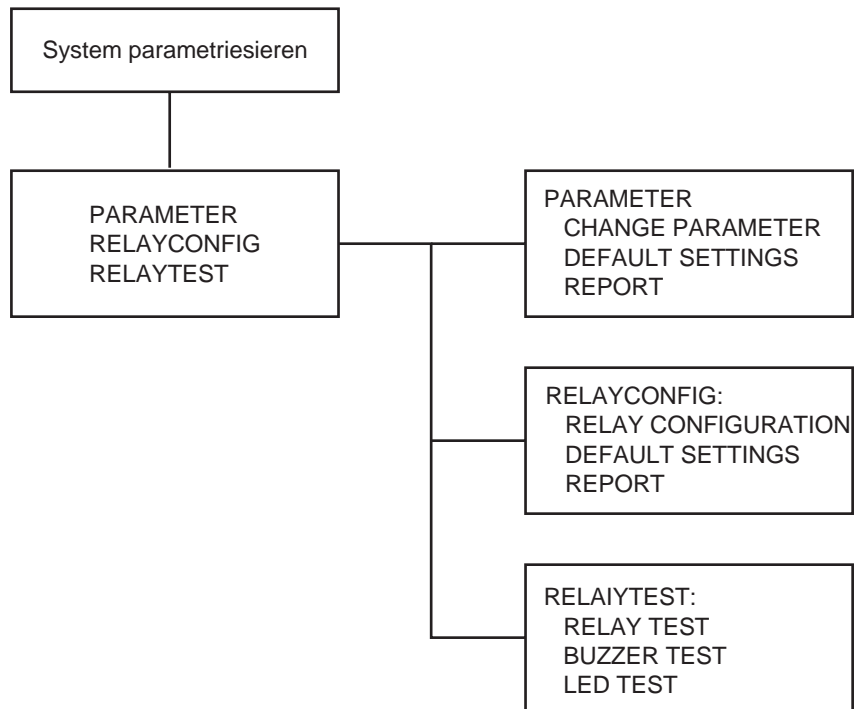 System parametriesieren
PARAMETER
RELAYCONFIG
RELAYTEST
PARAMETER
CHANGE PARAMETER
DEFAULT SETTINGS
REPORT
RELAYCONFIG:
RELAY CONFIGURATION
DEFAULT SETTINGS
REPORT
RELAIYTEST:
RELAY TEST
BUZZER TEST
LED TEST